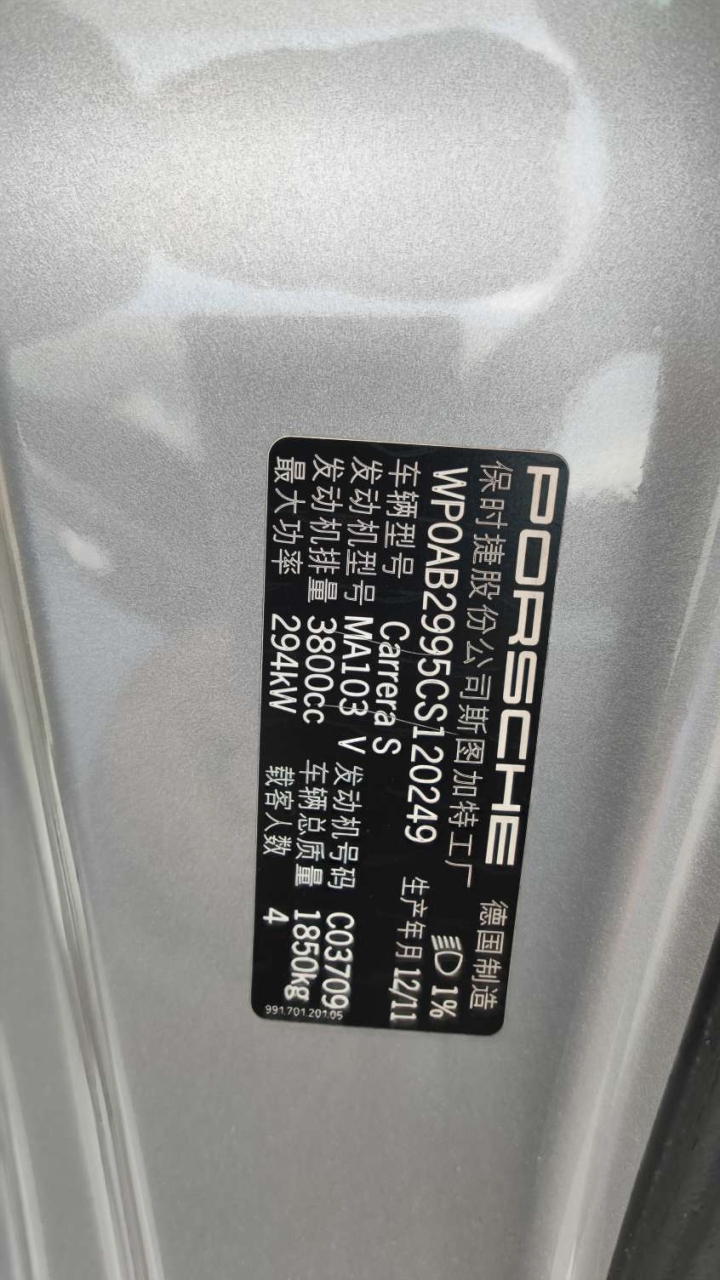 PORSCHE
保时捷股份公司斯图加特工厂 德国制造
WP0AB2995CS120249 1%
车辆型号 Carrera S 生产年月 12/11
发动机型号 MA103 V 发动机号码 C03709
发动机排量 3800cc 车辆总质量 1850kg
最大功率 294kW 载客人数 4
991.701.201.05